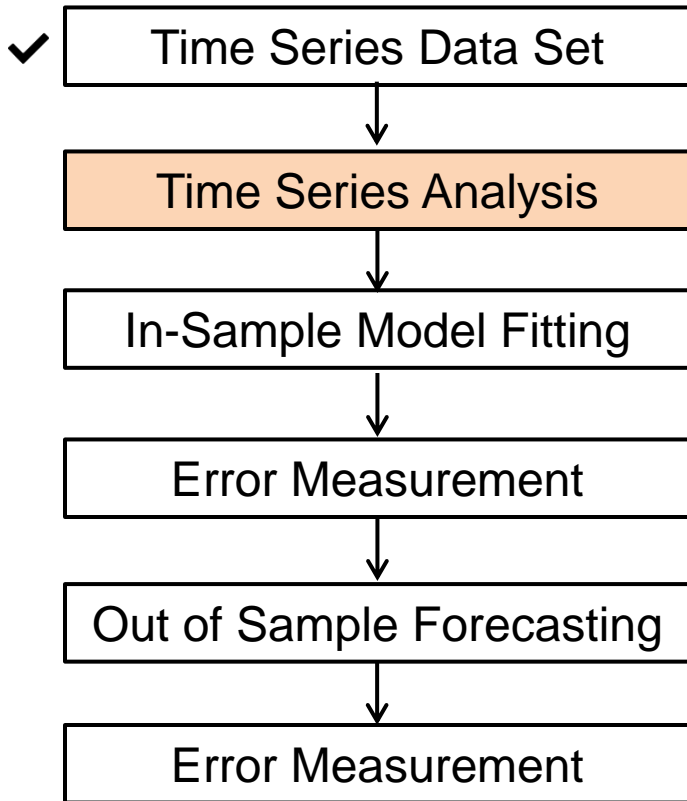 Time Series Data Set
Time Series Analysis
In-Sample Model Fitting
Error Measurement
Out of Sample Forecasting
Error Measurement